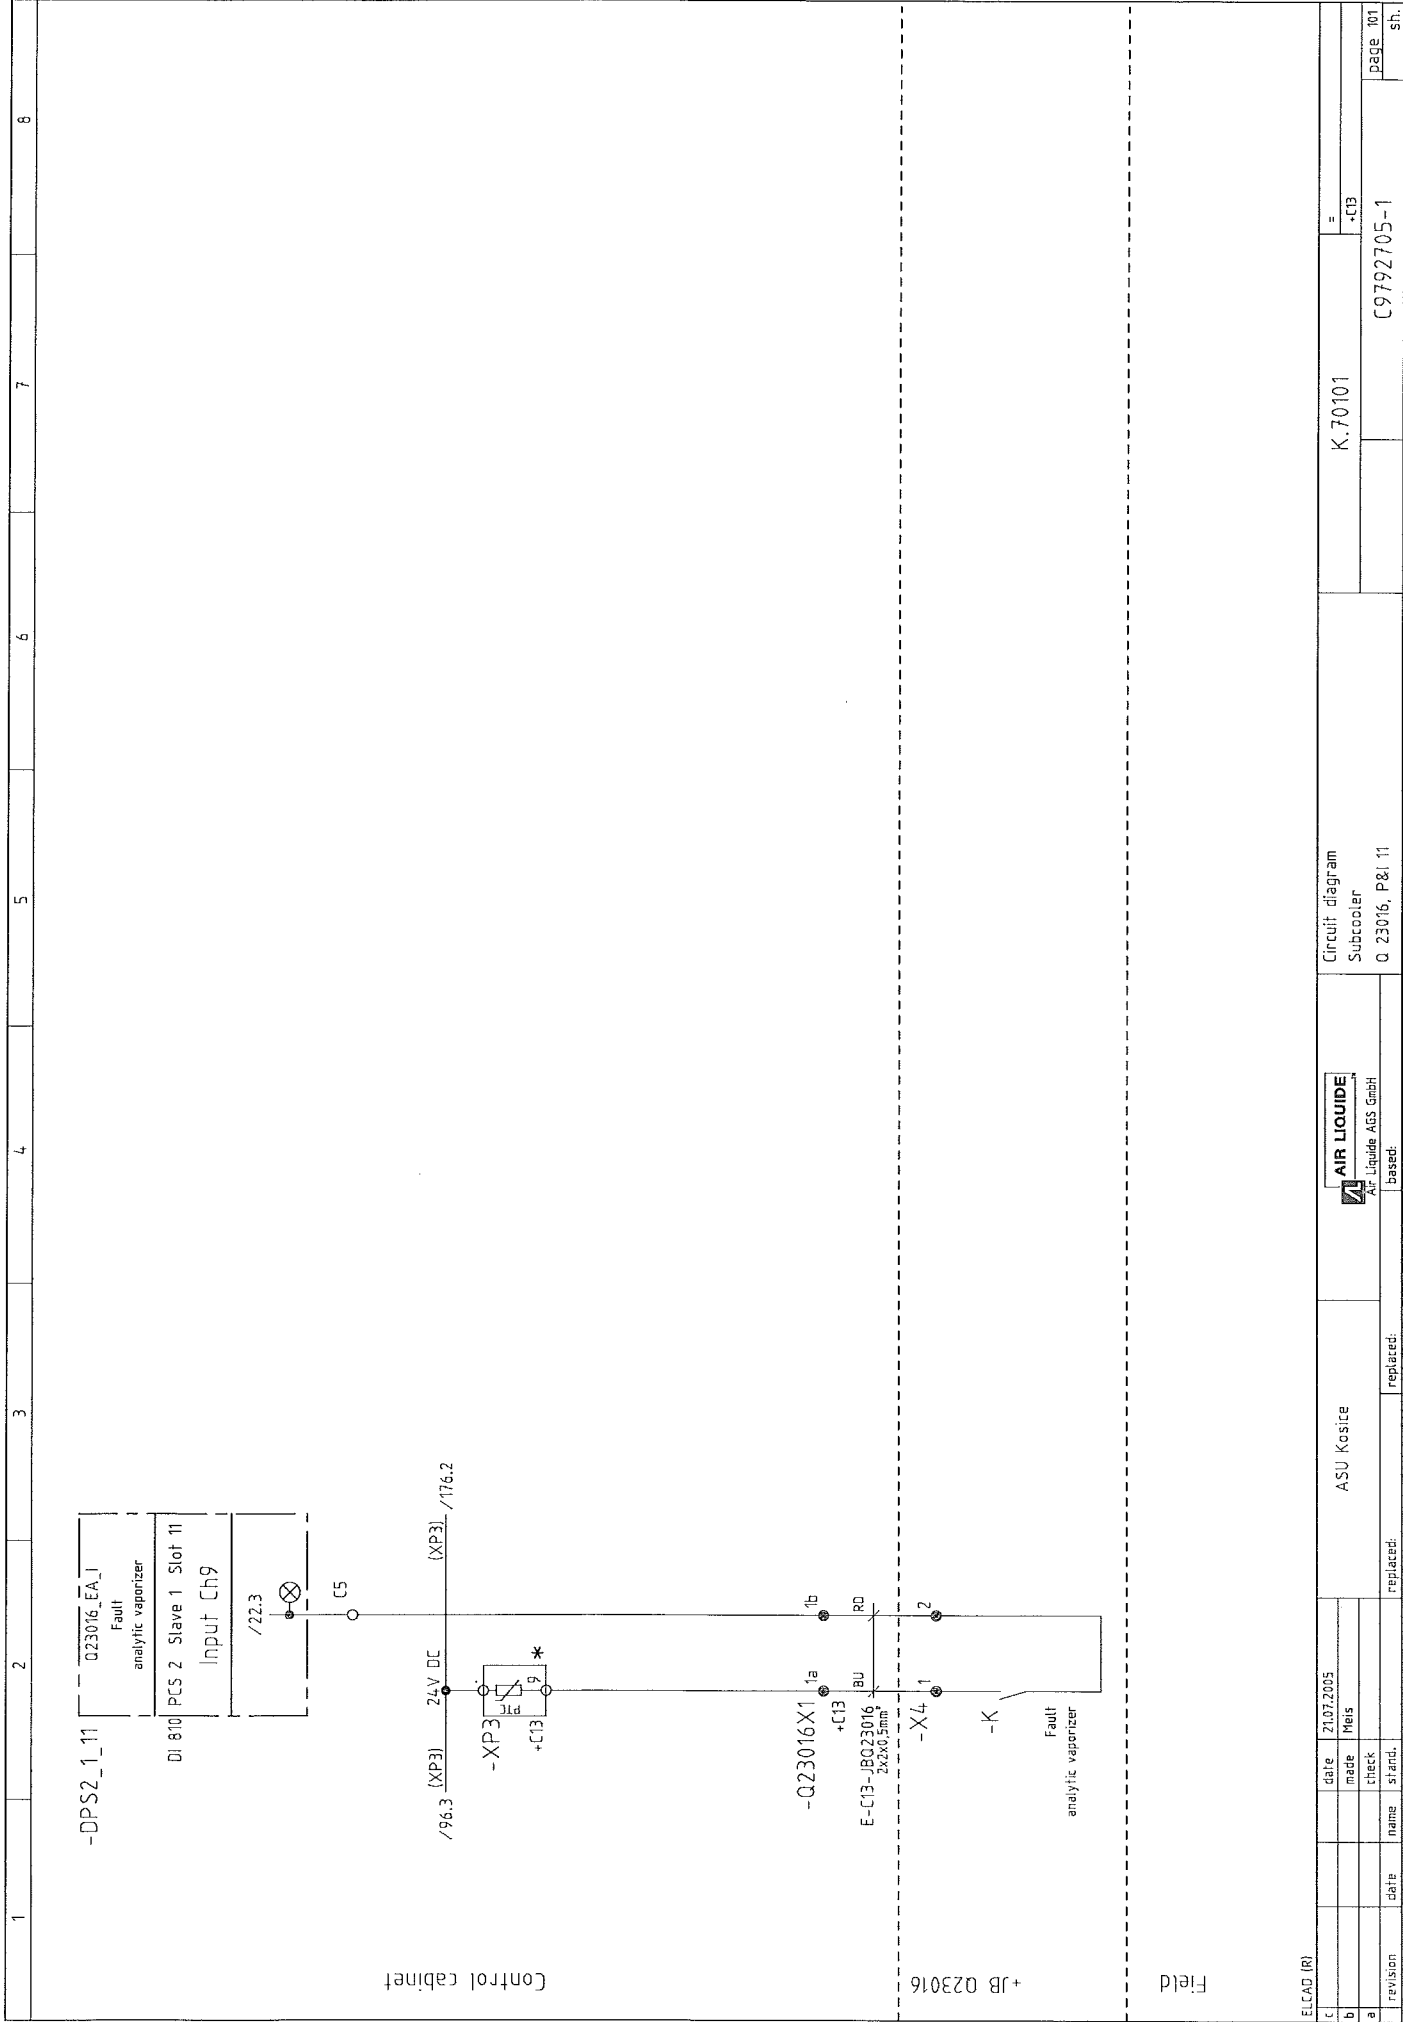 1 2 3 4 5 6 7 8
-DPS2_1_11
Q23016_EA_I
Fault
analytic vaporizer
DI 810 PCS 2 Slave 1 Slot 11
Input Ch9
/22.3
C5
/96.3 (XP3) 24V DC (XP3) /176.2
-XP3
PTC
9 *
+C13
-Q23016X1 1a 1b
+C13
E-C13-JBQ23016 BU RD
2x2x0,5mm²
-X4 1 2
-K
Fault
analytic vaporizer
Control cabinet
+JB Q23016
Field
ELCAD (R)
c
b
a
revision date name
date 21.07.2005
made Meis
check
stand.
ASU Kosice
replaced: replaced: based:
AL AIR LIQUIDE™
Air Liquide AGS GmbH
Circuit diagram
Subcooler
Q 23016, P&I 11
K.70101
=
+C13
C9792705-1
page 101
sh.